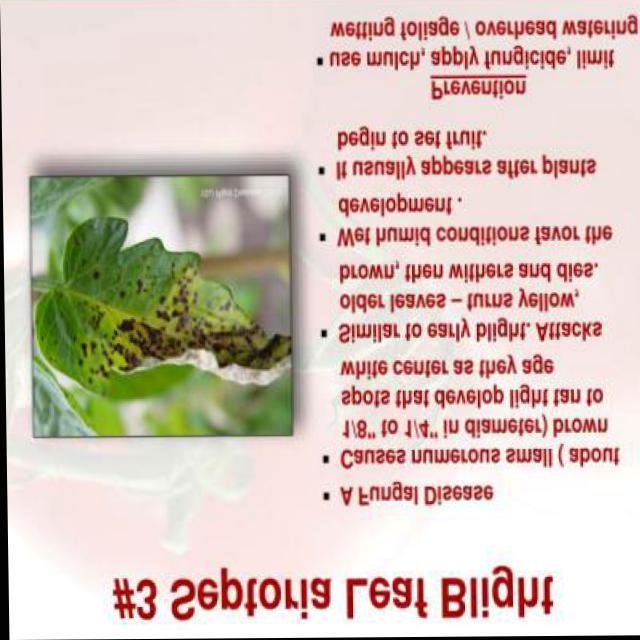 #3 Septoria Leaf Blight
▪ A Fungal Disease
▪ Causes numerous small ( about
1/8" to 1/4" in diameter) brown
spots that develop light tan to
white center as they age
▪ Similar to early blight. Attacks
older leaves – turns yellow,
brown, then withers and dies.
▪ Wet humid conditions favor the
development .
▪ It usually appears after plants
begin to set fruit.
Prevention
▪ use mulch, apply fungicide, limit
wetting foliage / overhead watering